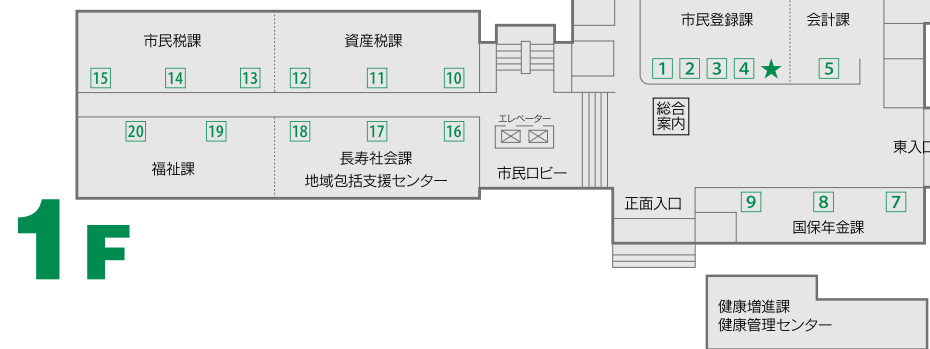 市民税課
資産税課
市民登録課
会計課
15
14
13
12
11
10
1
2
3
4
★
5
総合
案内
エレベーター
20
19
18
17
16
福祉課
長寿社会課
地域包括支援センター
市民ロビー
東入口
正面入口
9
8
7
国保年金課
1F
健康増進課
健康管理センター